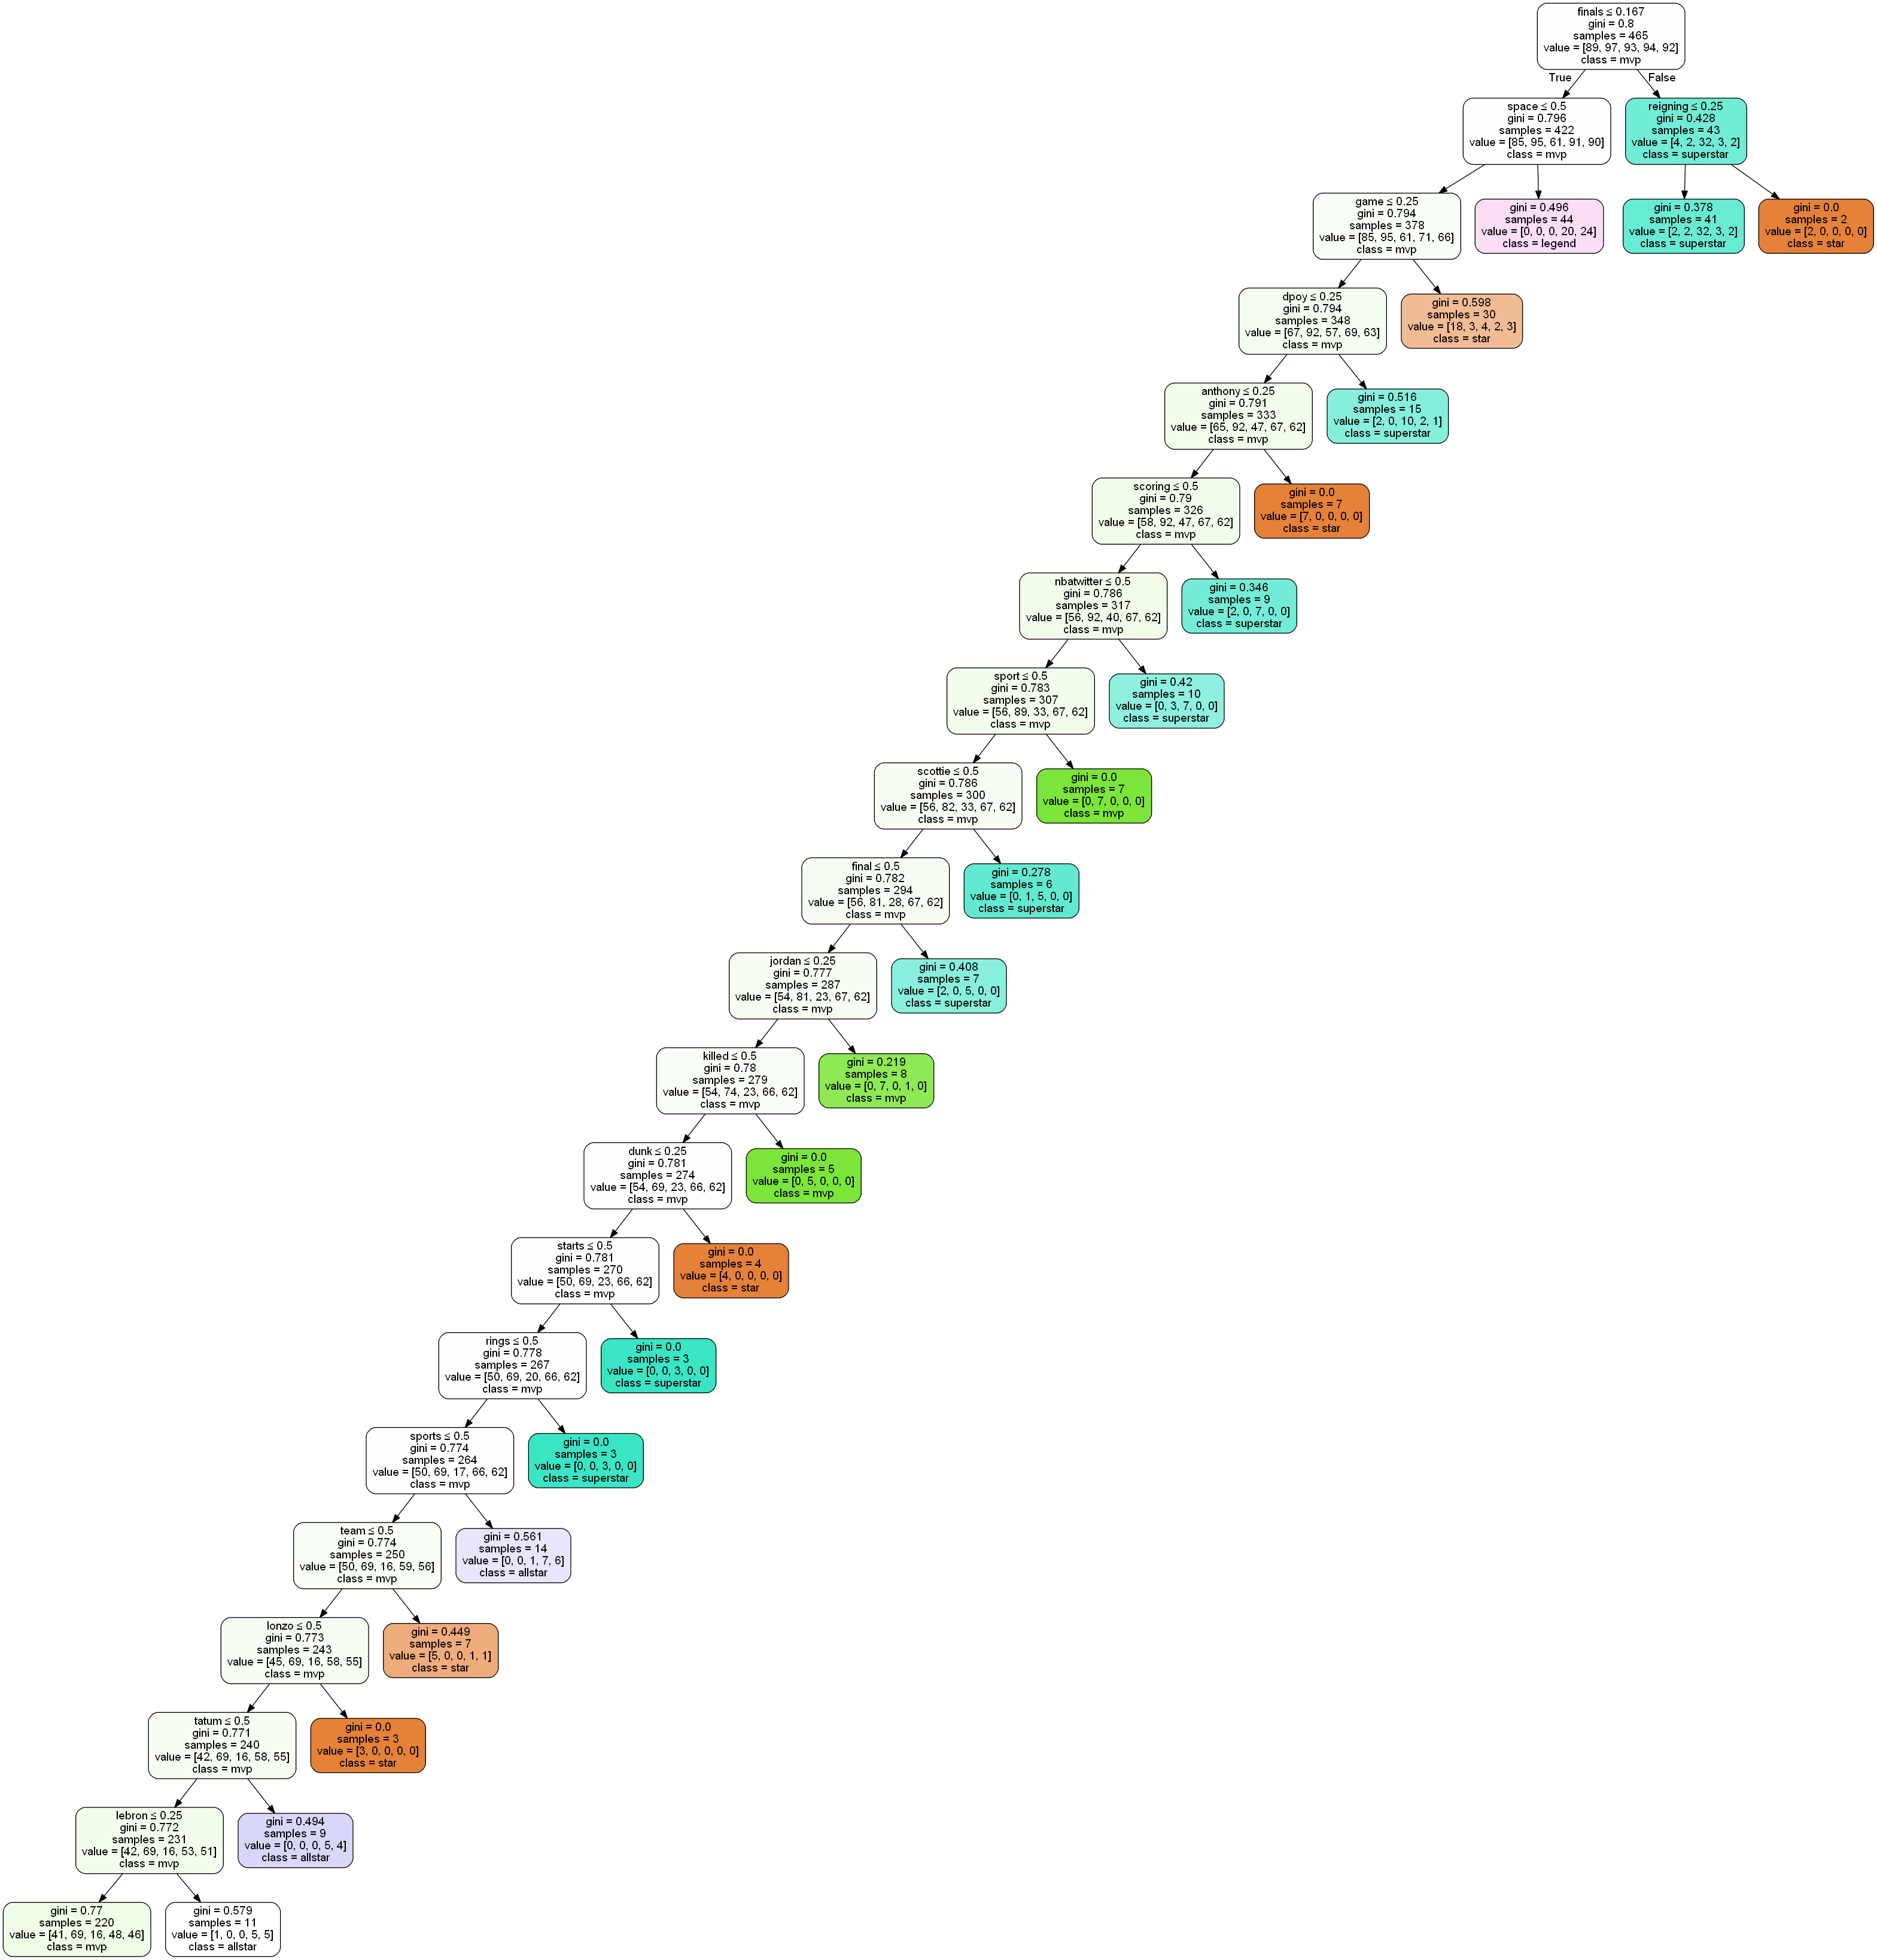 finals ≤ 0.167
gini = 0.8
samples = 465
value = [89, 97, 93, 94, 92]
class = mvp
True
False
space ≤ 0.5
gini = 0.796
samples = 422
value = [85, 95, 61, 91, 90]
class = mvp
reigning ≤ 0.25
gini = 0.428
samples = 43
value = [4, 2, 32, 3, 2]
class = superstar
game ≤ 0.25
gini = 0.794
samples = 378
value = [85, 95, 61, 71, 66]
class = mvp
gini = 0.496
samples = 44
value = [0, 0, 0, 20, 24]
class = legend
gini = 0.378
samples = 41
value = [2, 2, 32, 3, 2]
class = superstar
gini = 0.0
samples = 2
value = [2, 0, 0, 0, 0]
class = star
dpoy ≤ 0.25
gini = 0.794
samples = 348
value = [67, 92, 57, 69, 63]
class = mvp
gini = 0.598
samples = 30
value = [18, 3, 4, 2, 3]
class = star
anthony ≤ 0.25
gini = 0.791
samples = 333
value = [65, 92, 47, 67, 62]
class = mvp
gini = 0.516
samples = 15
value = [2, 0, 10, 2, 1]
class = superstar
scoring ≤ 0.5
gini = 0.79
samples = 326
value = [58, 92, 47, 67, 62]
class = mvp
gini = 0.0
samples = 7
value = [7, 0, 0, 0, 0]
class = star
nbatwitter ≤ 0.5
gini = 0.786
samples = 317
value = [56, 92, 40, 67, 62]
class = mvp
gini = 0.346
samples = 9
value = [2, 0, 7, 0, 0]
class = superstar
sport ≤ 0.5
gini = 0.783
samples = 307
value = [56, 89, 33, 67, 62]
class = mvp
gini = 0.42
samples = 10
value = [0, 3, 7, 0, 0]
class = superstar
scottie ≤ 0.5
gini = 0.786
samples = 300
value = [56, 82, 33, 67, 62]
class = mvp
gini = 0.0
samples = 7
value = [0, 7, 0, 0, 0]
class = mvp
final ≤ 0.5
gini = 0.782
samples = 294
value = [56, 81, 28, 67, 62]
class = mvp
gini = 0.278
samples = 6
value = [0, 1, 5, 0, 0]
class = superstar
jordan ≤ 0.25
gini = 0.777
samples = 287
value = [54, 81, 23, 67, 62]
class = mvp
gini = 0.408
samples = 7
value = [2, 0, 5, 0, 0]
class = superstar
killed ≤ 0.5
gini = 0.78
samples = 279
value = [54, 74, 23, 66, 62]
class = mvp
gini = 0.219
samples = 8
value = [0, 7, 0, 1, 0]
class = mvp
dunk ≤ 0.25
gini = 0.781
samples = 274
value = [54, 69, 23, 66, 62]
class = mvp
gini = 0.0
samples = 5
value = [0, 5, 0, 0, 0]
class = mvp
starts ≤ 0.5
gini = 0.781
samples = 270
value = [50, 69, 23, 66, 62]
class = mvp
gini = 0.0
samples = 4
value = [4, 0, 0, 0, 0]
class = star
rings ≤ 0.5
gini = 0.778
samples = 267
value = [50, 69, 20, 66, 62]
class = mvp
gini = 0.0
samples = 3
value = [0, 0, 3, 0, 0]
class = superstar
sports ≤ 0.5
gini = 0.774
samples = 264
value = [50, 69, 17, 66, 62]
class = mvp
gini = 0.0
samples = 3
value = [0, 0, 3, 0, 0]
class = superstar
team ≤ 0.5
gini = 0.774
samples = 250
value = [50, 69, 16, 59, 56]
class = mvp
gini = 0.561
samples = 14
value = [0, 0, 1, 7, 6]
class = allstar
lonzo ≤ 0.5
gini = 0.773
samples = 243
value = [45, 69, 16, 58, 55]
class = mvp
gini = 0.449
samples = 7
value = [5, 0, 0, 1, 1]
class = star
tatum ≤ 0.5
gini = 0.771
samples = 240
value = [42, 69, 16, 58, 55]
class = mvp
gini = 0.0
samples = 3
value = [3, 0, 0, 0, 0]
class = star
lebron ≤ 0.25
gini = 0.772
samples = 231
value = [42, 69, 16, 53, 51]
class = mvp
gini = 0.494
samples = 9
value = [0, 0, 0, 5, 4]
class = allstar
gini = 0.77
samples = 220
value = [41, 69, 16, 48, 46]
class = mvp
gini = 0.579
samples = 11
value = [1, 0, 0, 5, 5]
class = allstar